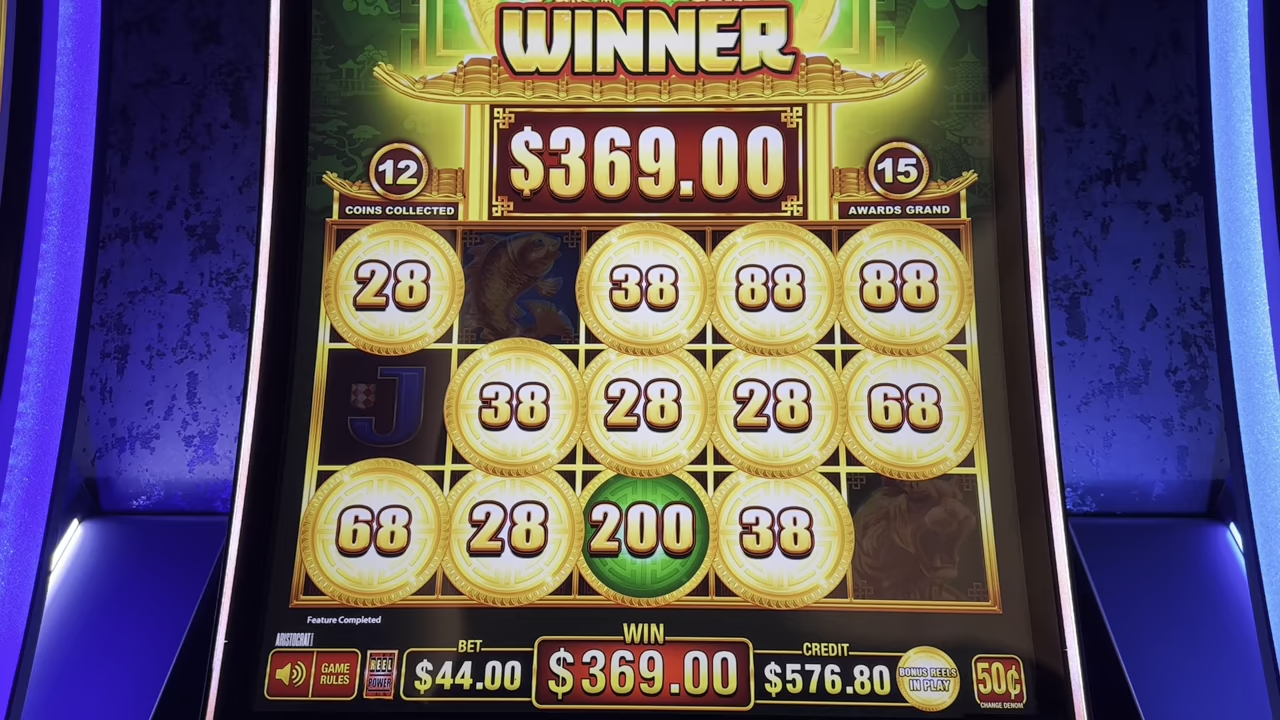 WINNER
$369.00
12
COINS COLLECTED
15
AWARDS GRAND
28 38 88 88
J 38 28 28 68
68 28 200 38
Feature Completed
ARISTOCRAT
GAME
RULES
REEL
POWER
BET
$44.00
WIN
$369.00
CREDIT
$576.80
BONUS REELS
IN PLAY
50¢
CHANGE DENOM